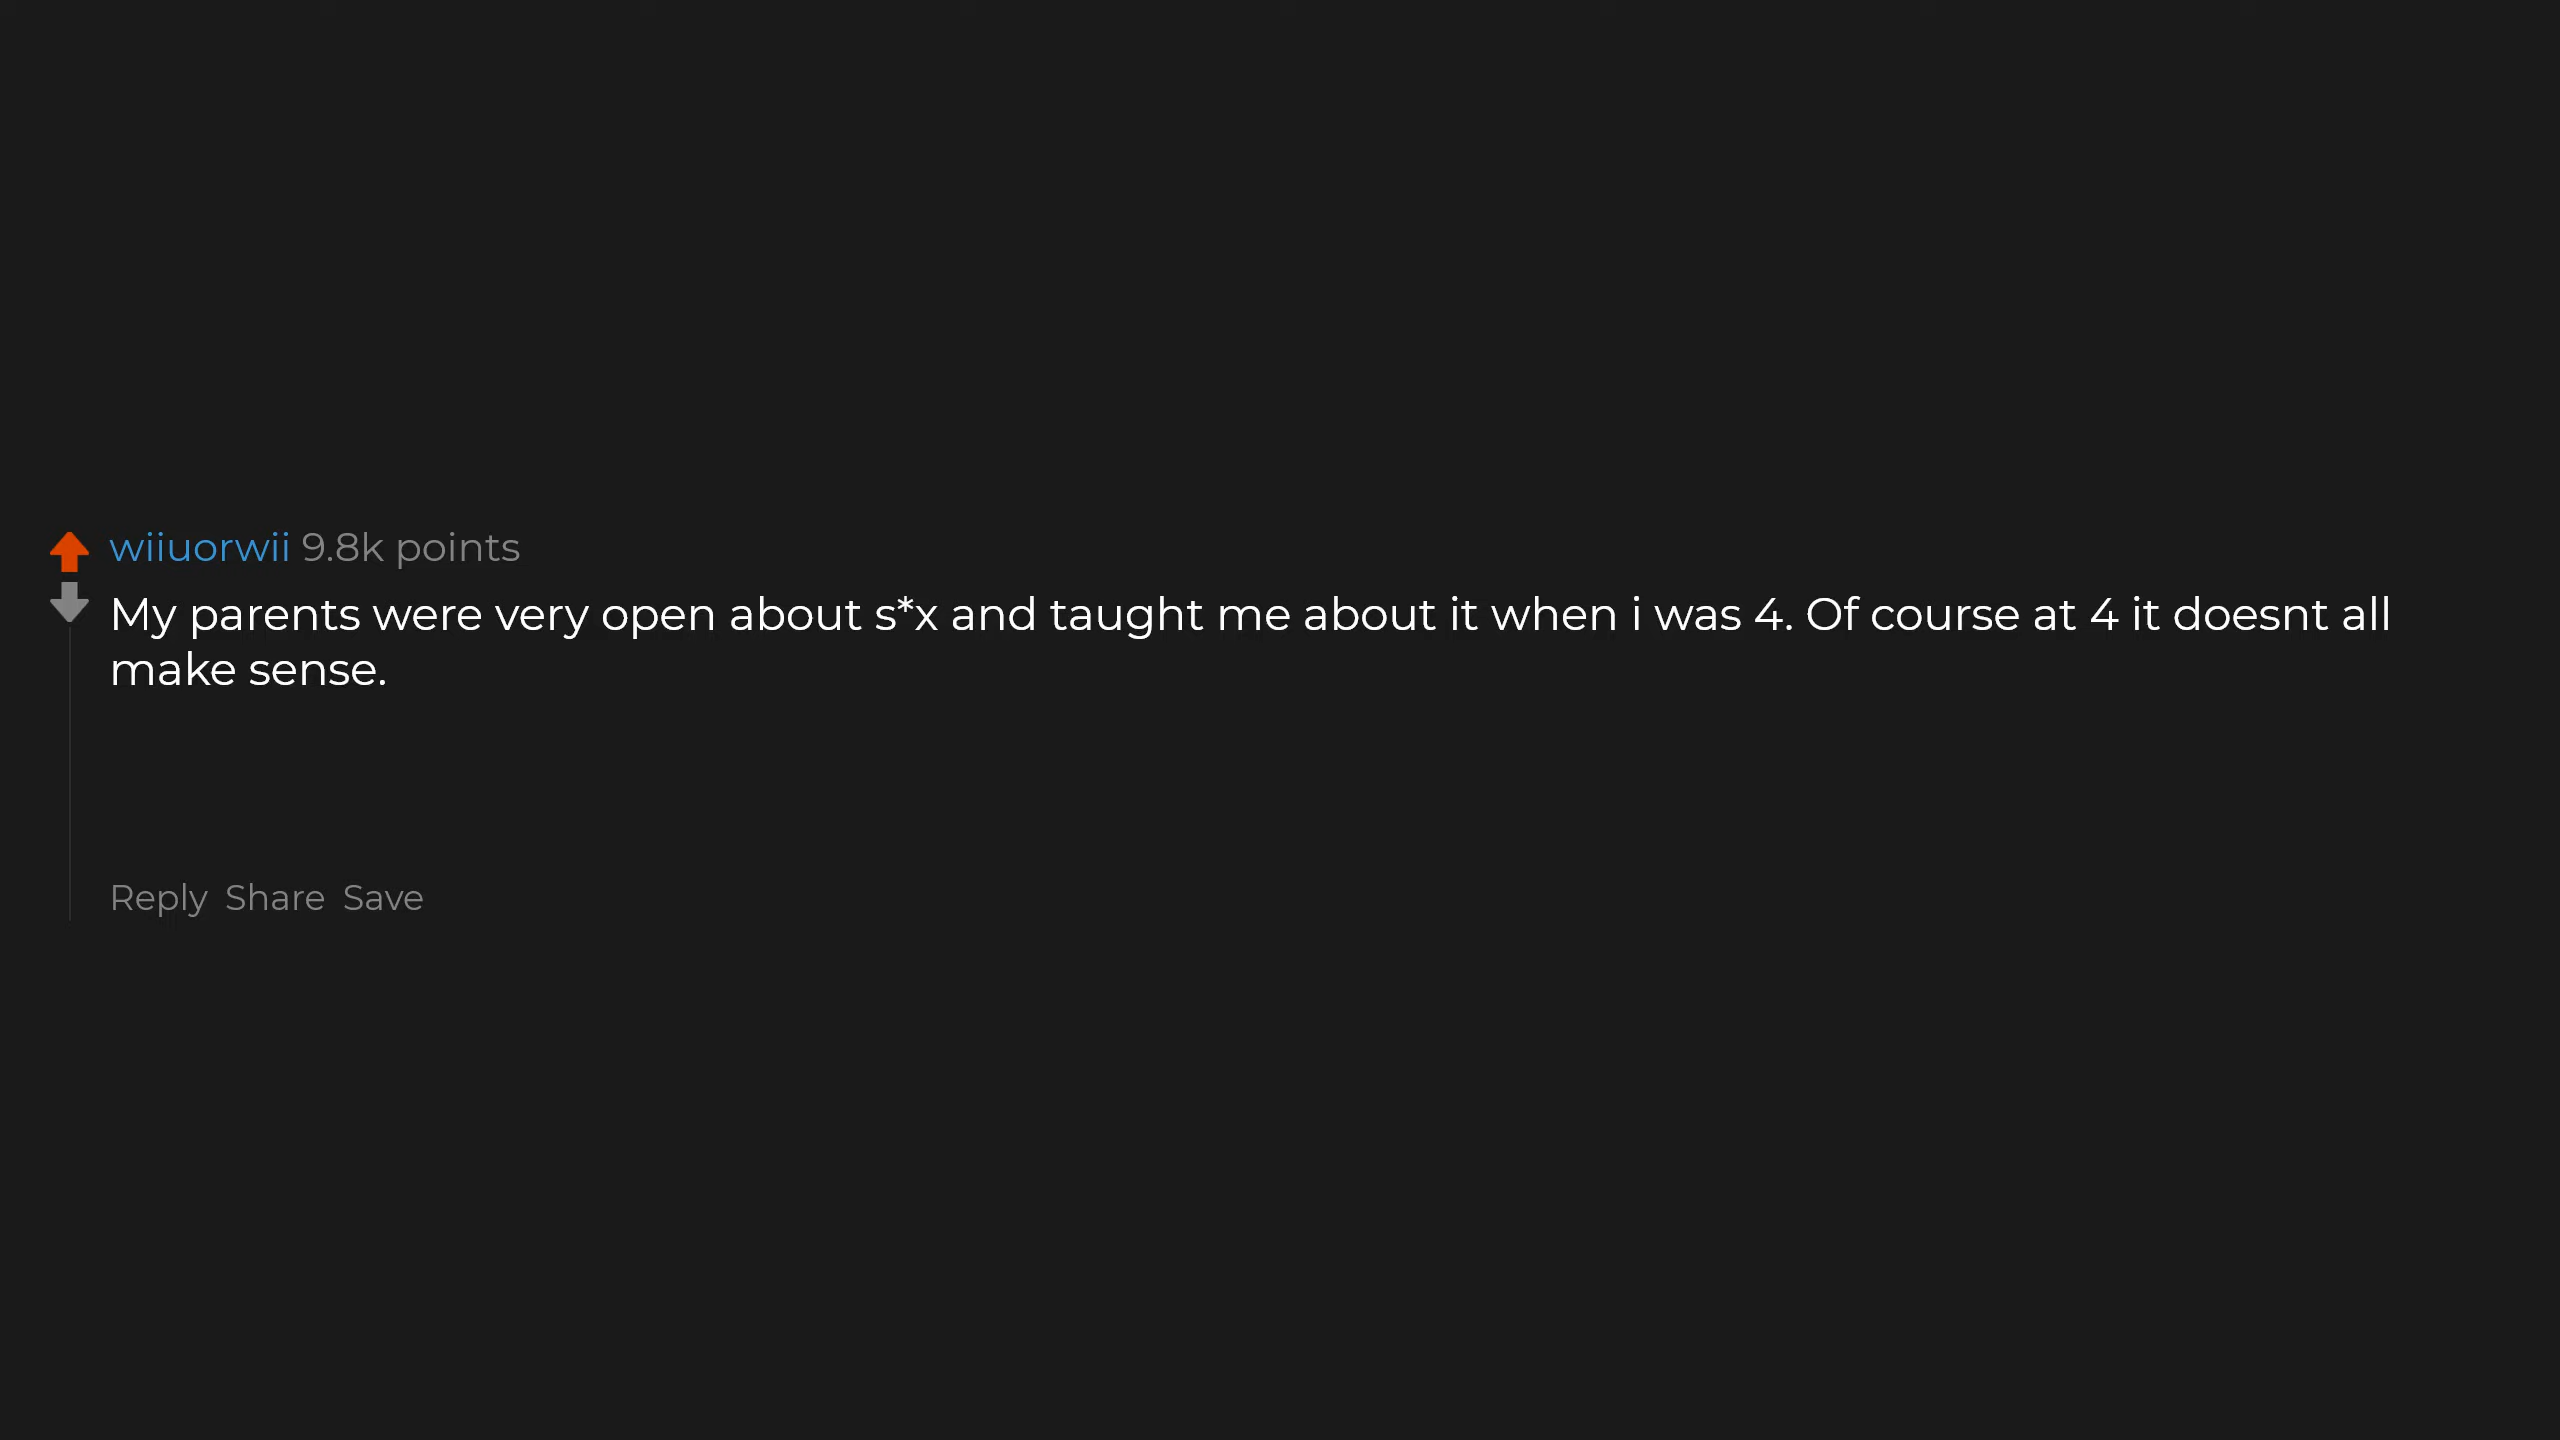 wiiuorwii 9.8k points
My parents were very open about s*x and taught me about it when i was 4. Of course at 4 it doesnt all
make sense.
Reply Share Save